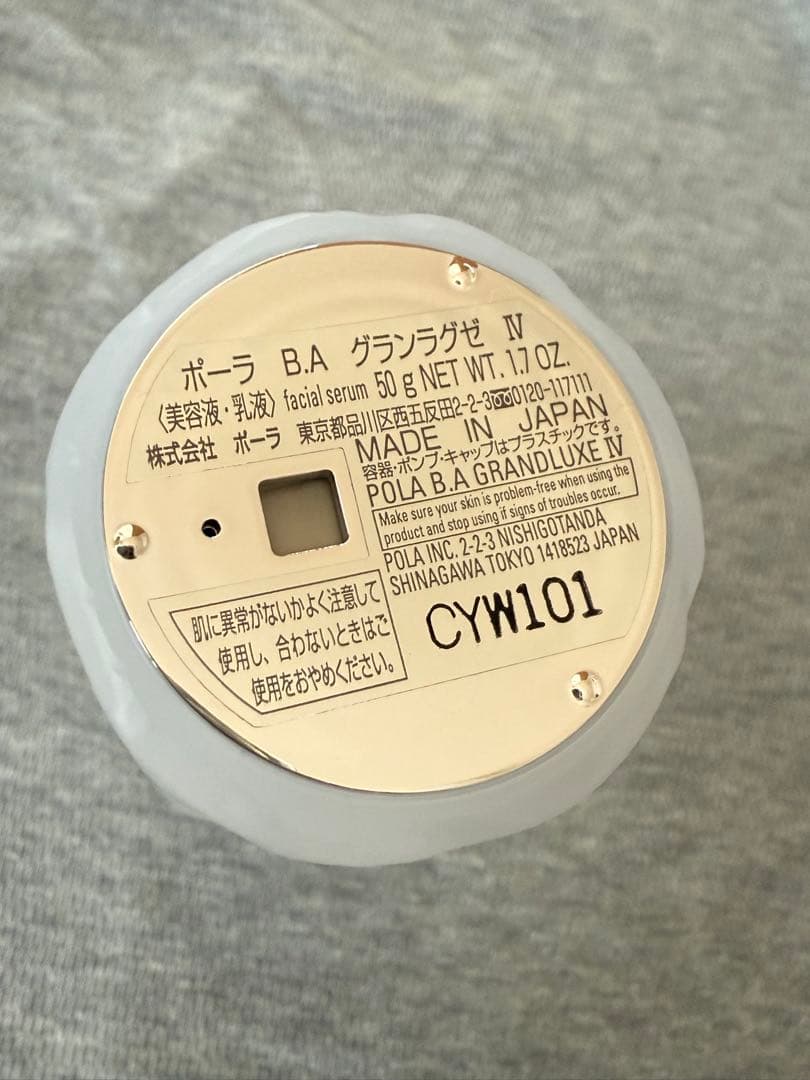 ポーラ B.A グランラグゼ Ⅳ
〈美容液・乳液〉 facial serum 50 g NET WT. 1.7 OZ.
株式会社 ポーラ 東京都品川区西五反田2-2-3 0120-117111
MADE IN JAPAN
容器・ポンプ・キャップはプラスチックです。
POLA B.A GRANDLUXE Ⅳ
Make sure your skin is problem-free when using the
product and stop using if signs of troubles occur.
POLA INC. 2-2-3 NISHIGOTANDA
SHINAGAWA TOKYO 1418523 JAPAN
肌に異常がないかよく注意して
使用し、合わないときはご
使用をおやめください。
CYW101